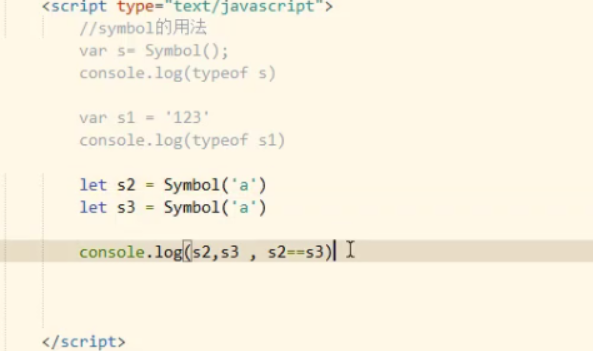 <script type="text/javascript">
//symbol的用法
var s= Symbol();
console.log(typeof s)
var s1 = '123'
console.log(typeof s1)
let s2 = Symbol('a')
let s3 = Symbol('a')
console.log(s2,s3 , s2==s3)
</script>